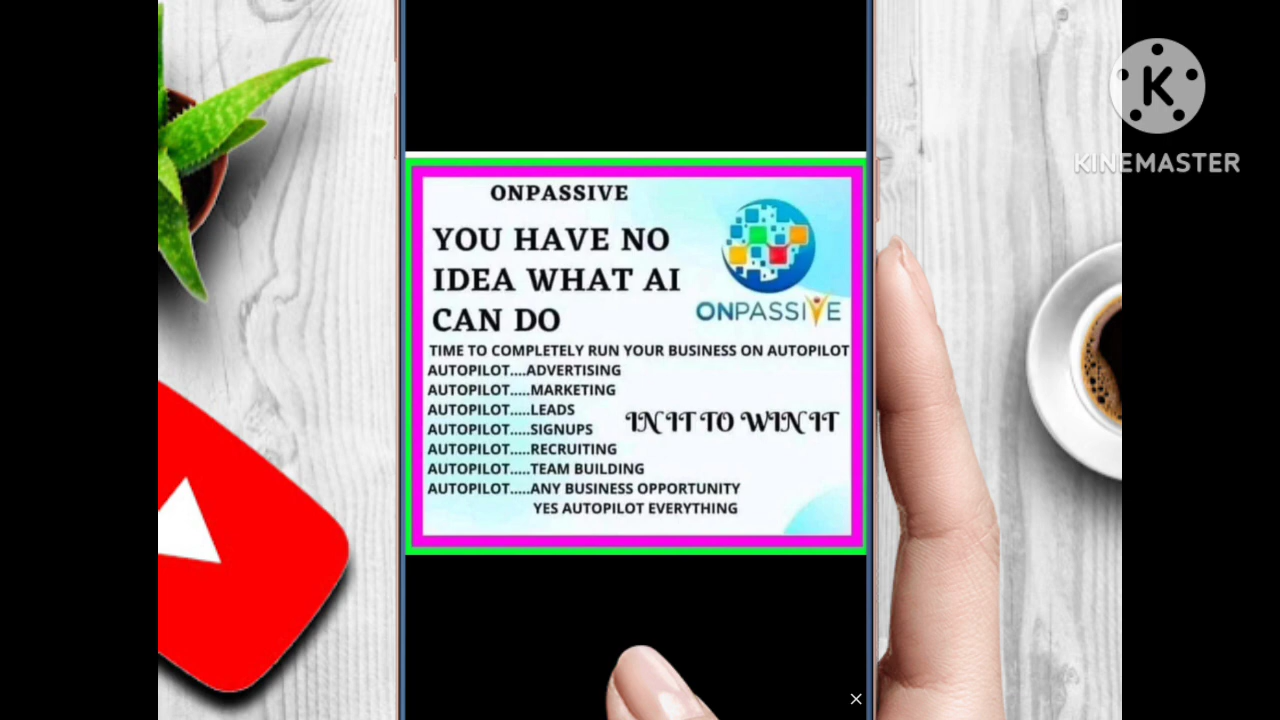 K
KINEMASTER
ONPASSIVE
YOU HAVE NO
IDEA WHAT AI
CAN DO
ONPASSIVE
TIME TO COMPLETELY RUN YOUR BUSINESS ON AUTOPILOT
AUTOPILOT....ADVERTISING
AUTOPILOT.....MARKETING
AUTOPILOT.....LEADS
IN IT TO WIN IT
AUTOPILOT.....SIGNUPS
AUTOPILOT.....RECRUITING
AUTOPILOT.....TEAM BUILDING
AUTOPILOT.....ANY BUSINESS OPPORTUNITY
YES AUTOPILOT EVERYTHING